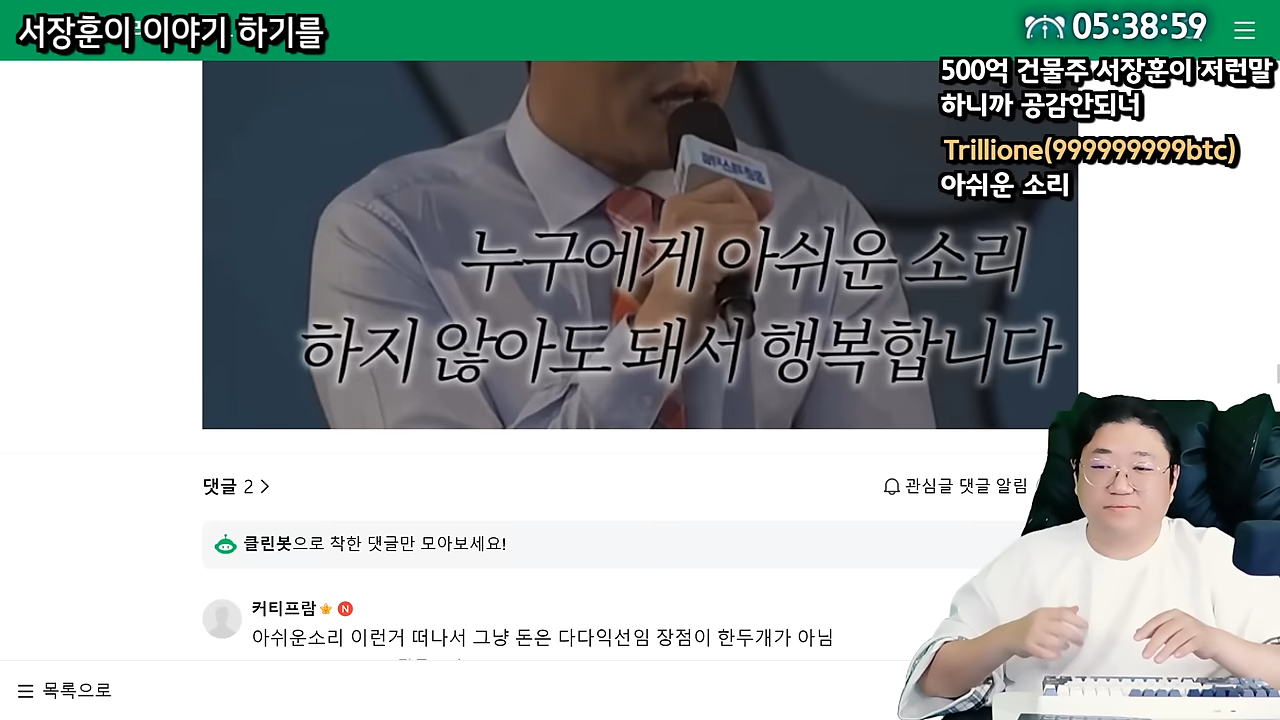 서장훈이 이야기 하기를
05:38:59
500억 건물주 서장훈이 저런말
하니까 공감안되너
Trillione(999999999btc)
아쉬운 소리
누구에게 아쉬운 소리
하지 않아도 돼서 행복합니다
댓글 2
관심글 댓글 알림
클린봇으로 착한 댓글만 모아보세요!
커티프람 N
아쉬운소리 이런거 떠나서 그냥 돈은 다다익선임 장점이 한두개가 아님
목록으로